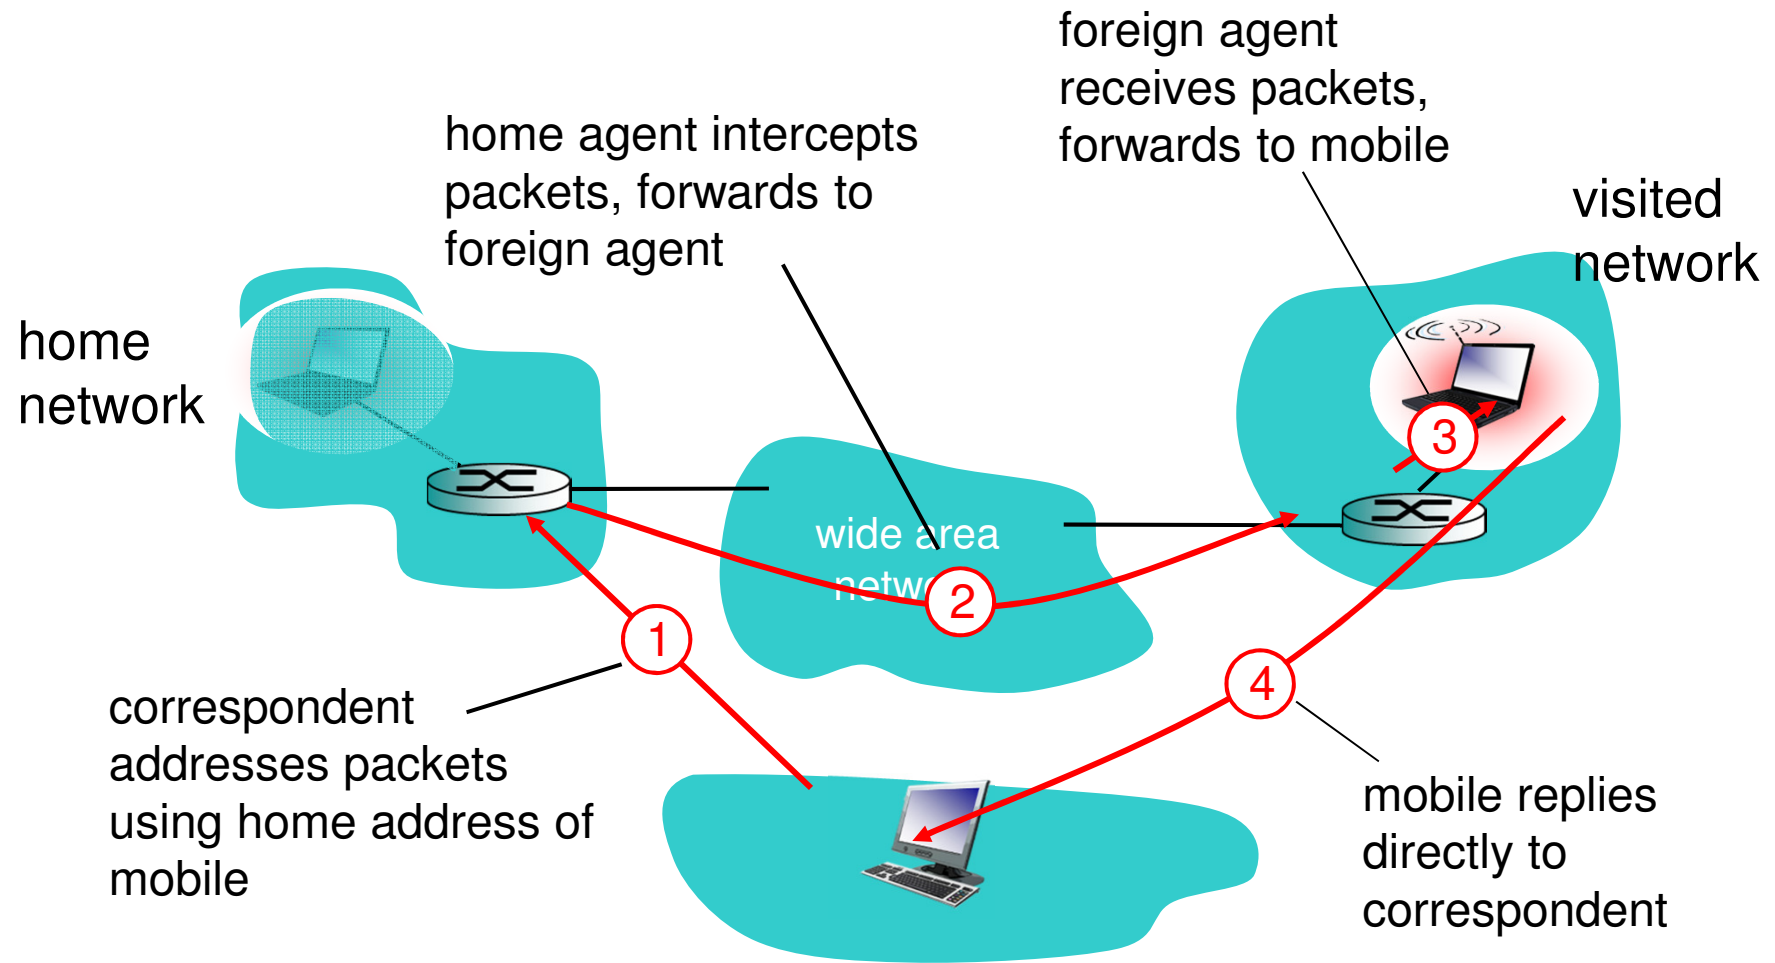 foreign agent
receives packets,
forwards to mobile
home agent intercepts
packets, forwards to
foreign agent
visited
network
home
network
wide area
network
3
2
1
4
correspondent
addresses packets
using home address of
mobile
mobile replies
directly to
correspondent